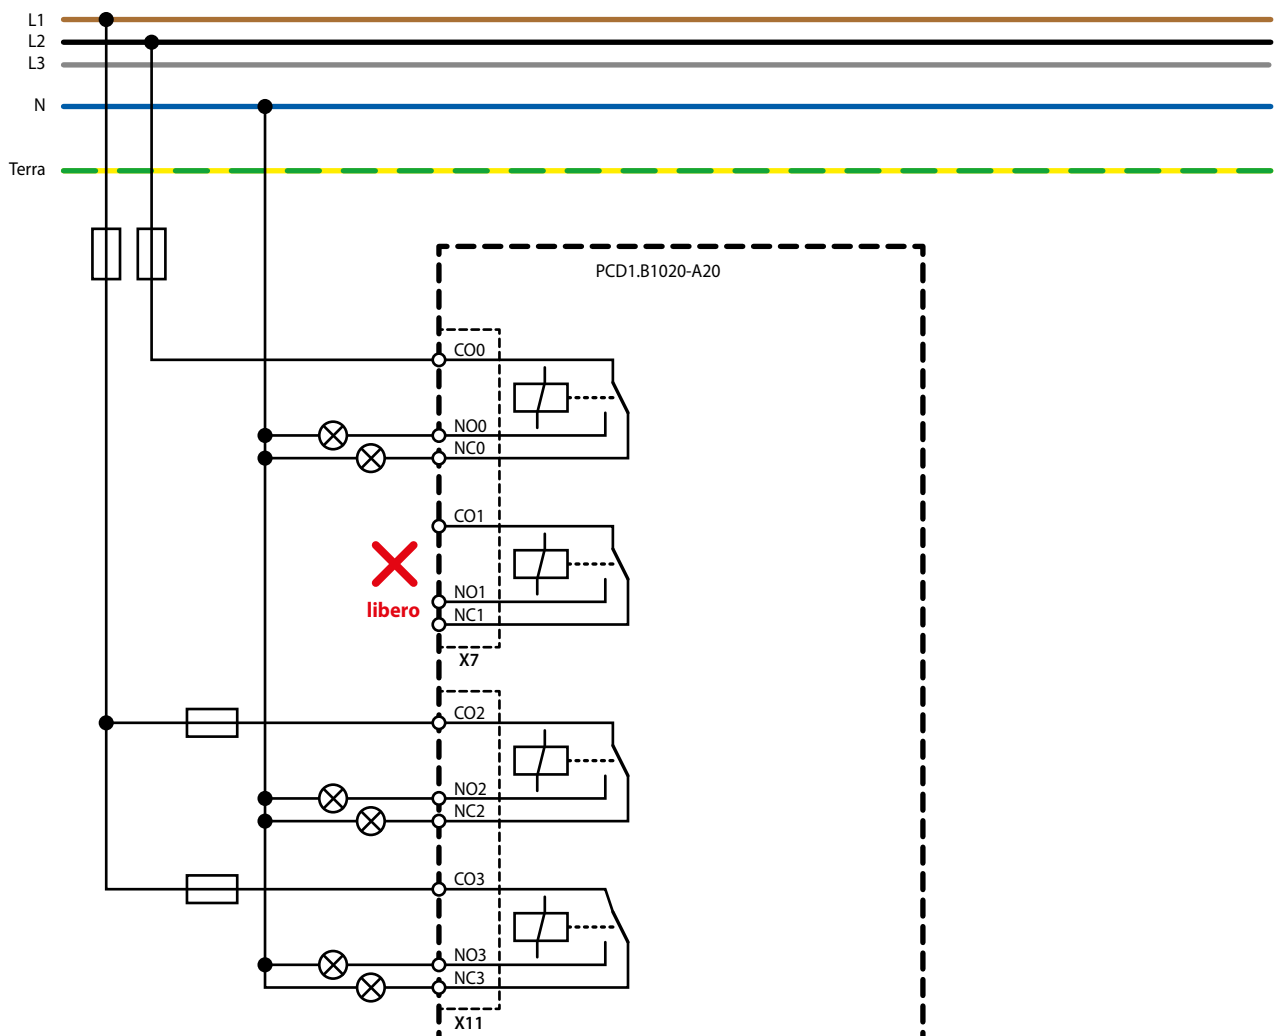 L1
L2
L3
N
Terra
PCD1.B1020-A20
CO0
NO0
NC0
CO1
NO1
NC1
libero
X7
CO2
NO2
NC2
CO3
NO3
NC3
X11